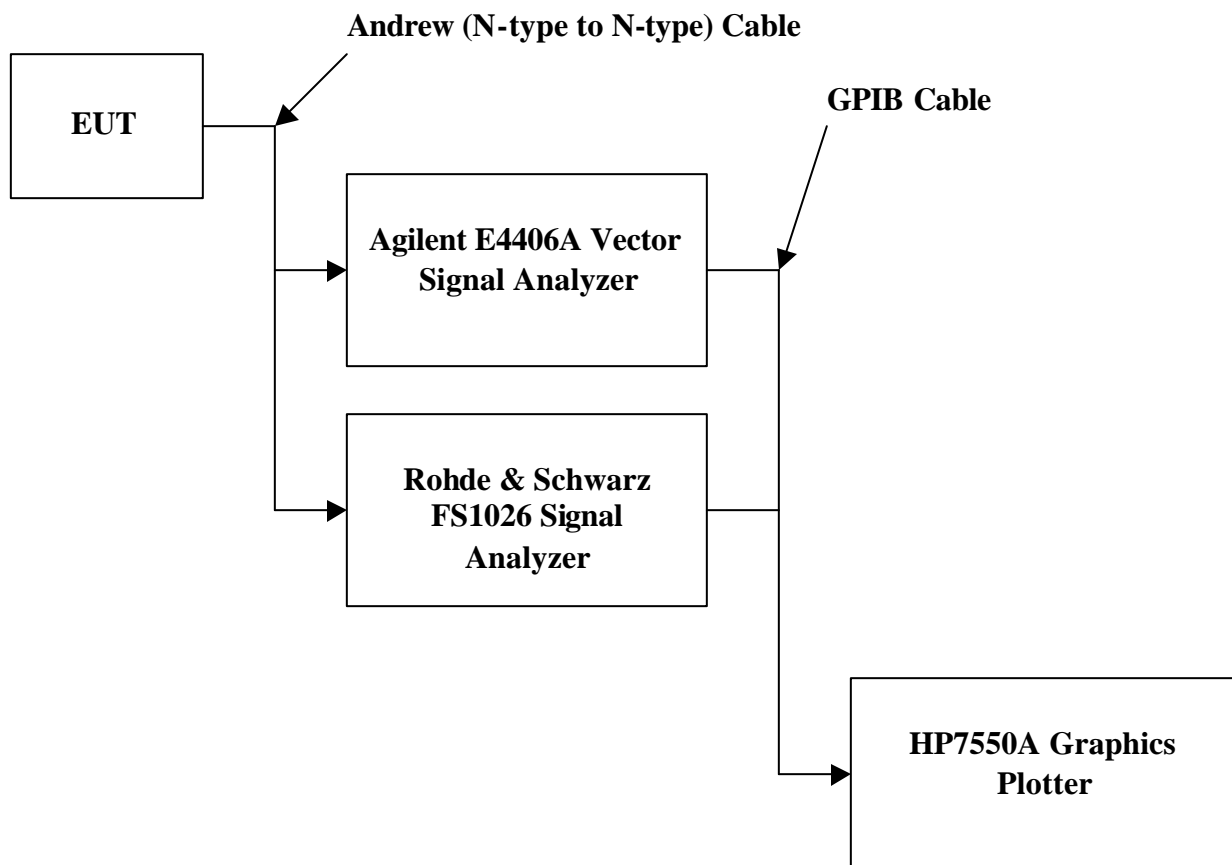 Andrew (N-type to N-type) Cable
EUT
GPIB Cable
Agilent E4406A Vector
Signal Analyzer
Rohde & Schwarz
FS1026 Signal
Analyzer
HP7550A Graphics
Plotter